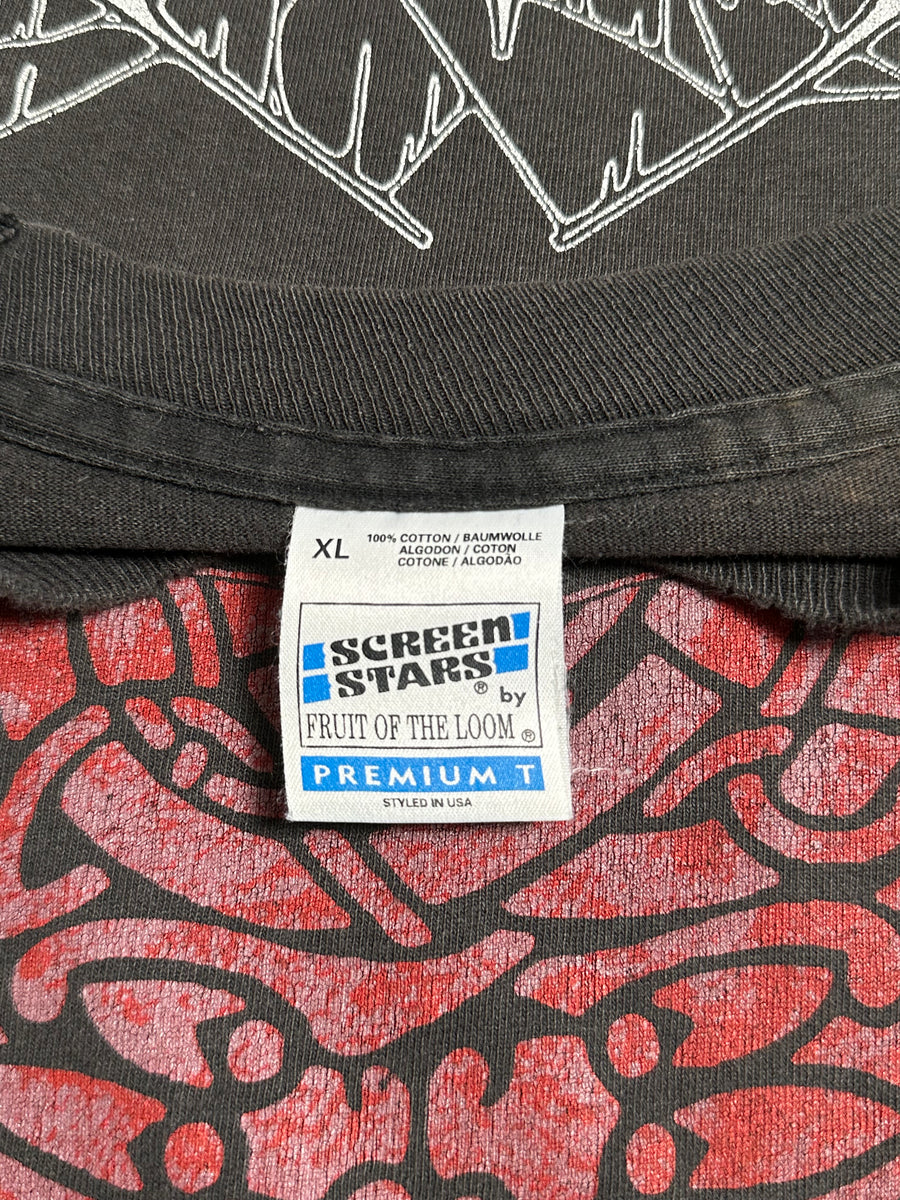 XL
100% COTTON / BAUMWOLLE
ALGODON / COTON
COTONE / ALGODÃO
SCREEN
STARS ®
by
FRUIT OF THE LOOM ®
PREMIUM T
STYLED IN USA